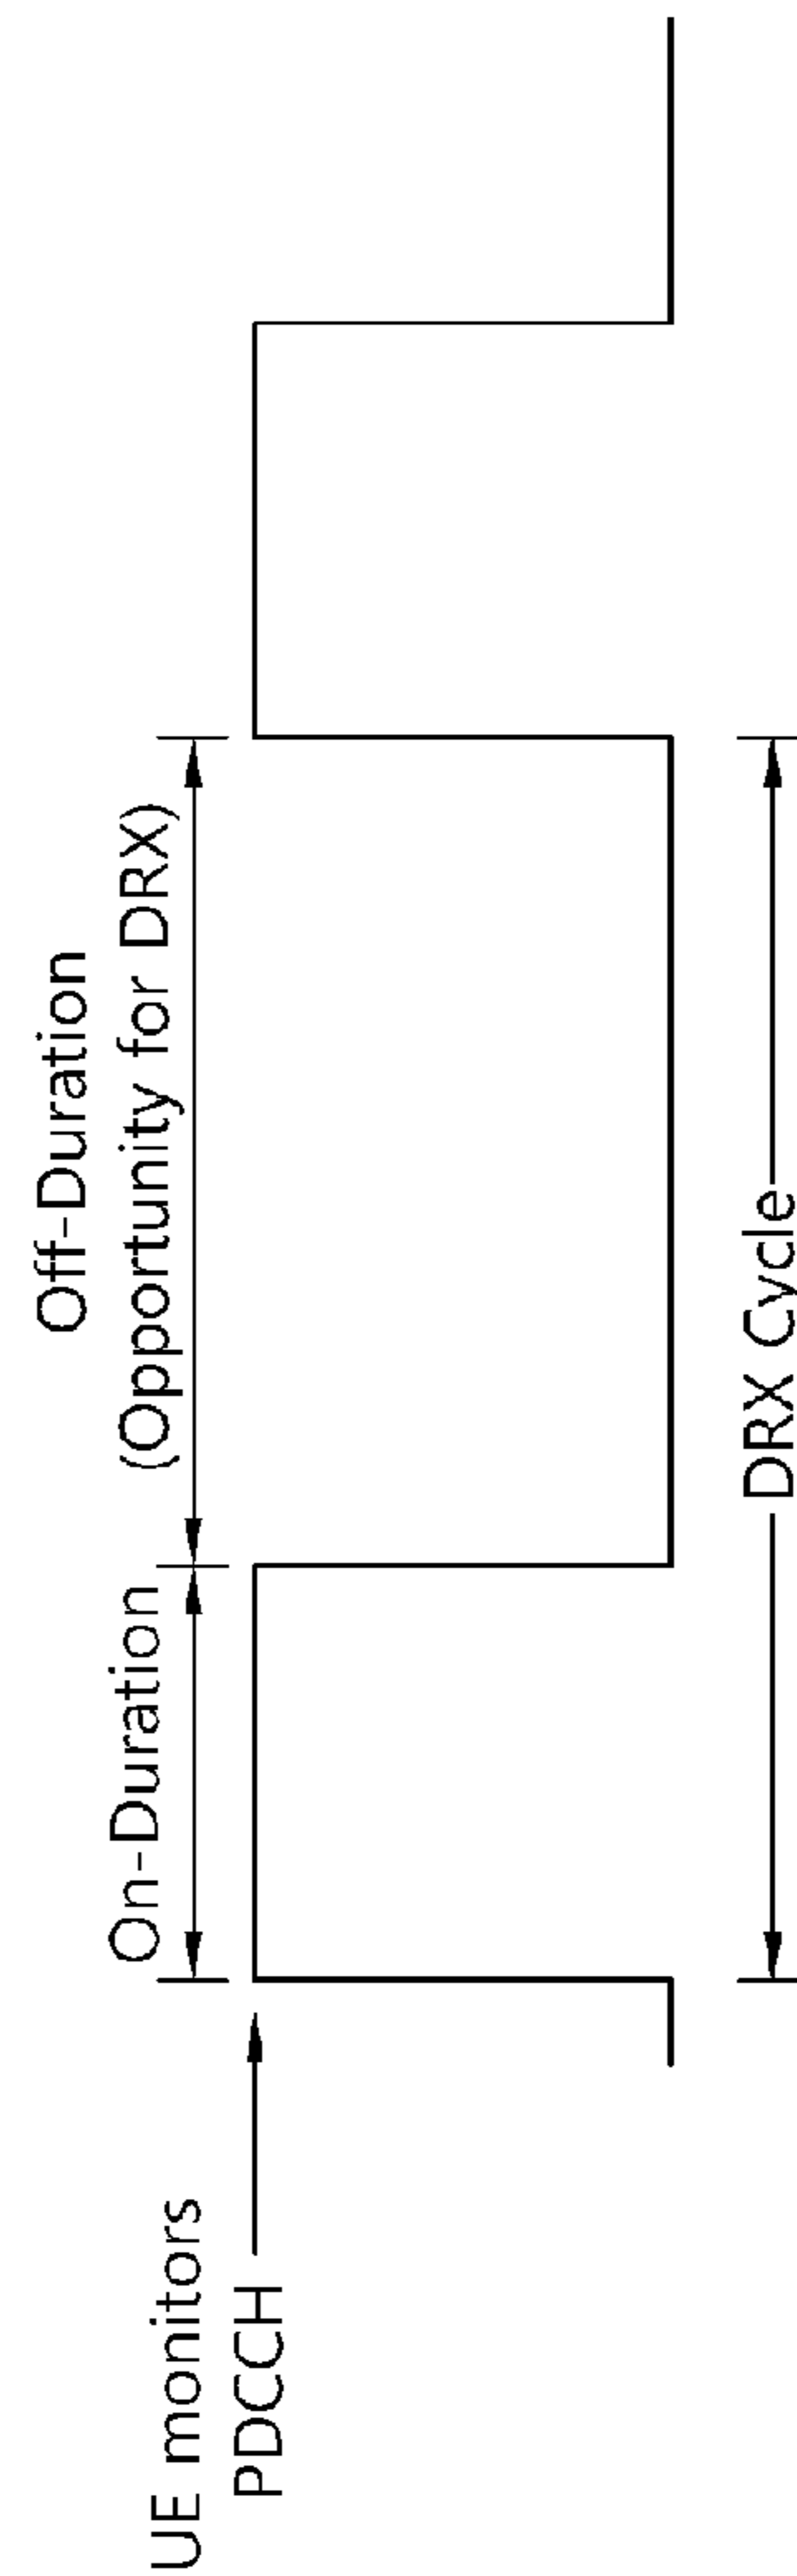 Off-Duration
(Opportunity for DRX)
On-Duration
UE monitors
PDCCH
DRX Cycle